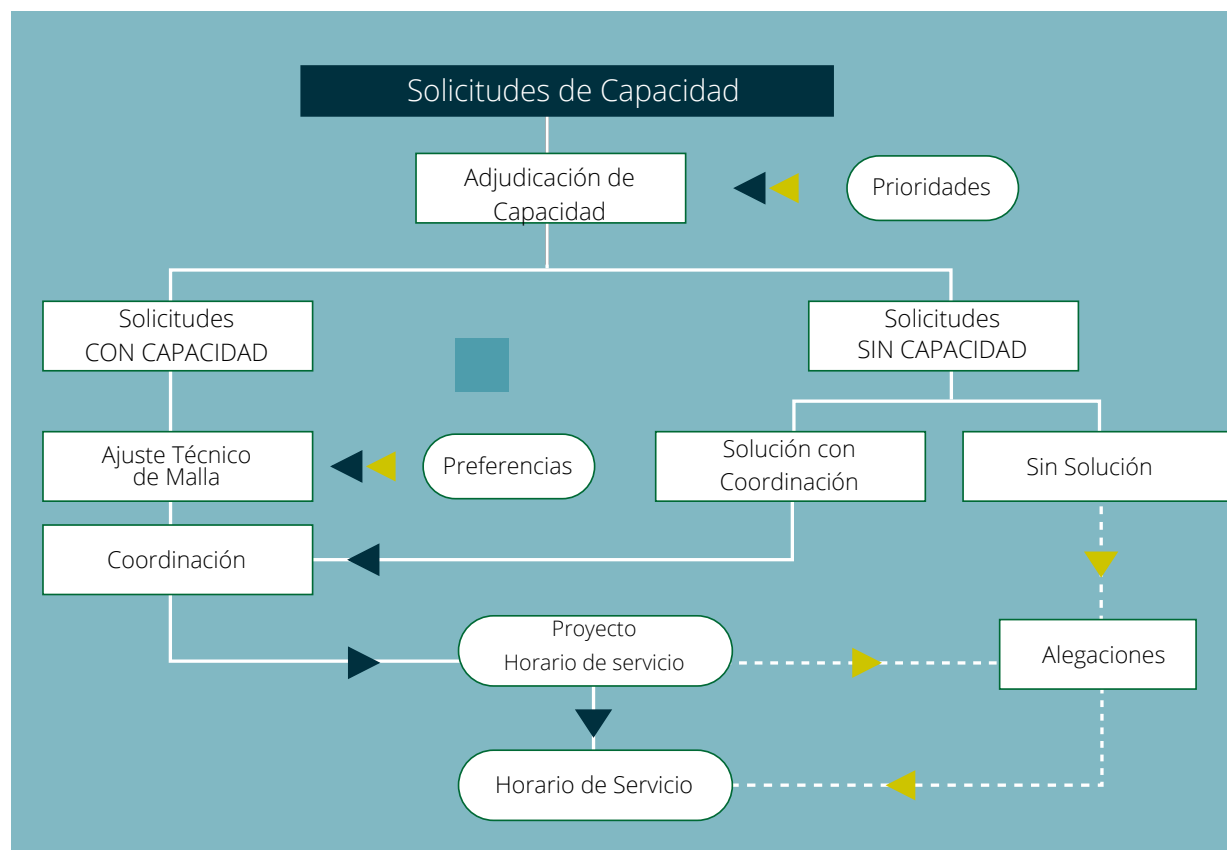 Solicitudes de Capacidad
Adjudicación de
Capacidad
Prioridades
Solicitudes
CON CAPACIDAD
Solicitudes
SIN CAPACIDAD
Ajuste Técnico
de Malla
Preferencias
Solución con
Coordinación
Sin Solución
Coordinación
Proyecto
Horario de servicio
Alegaciones
Horario de Servicio